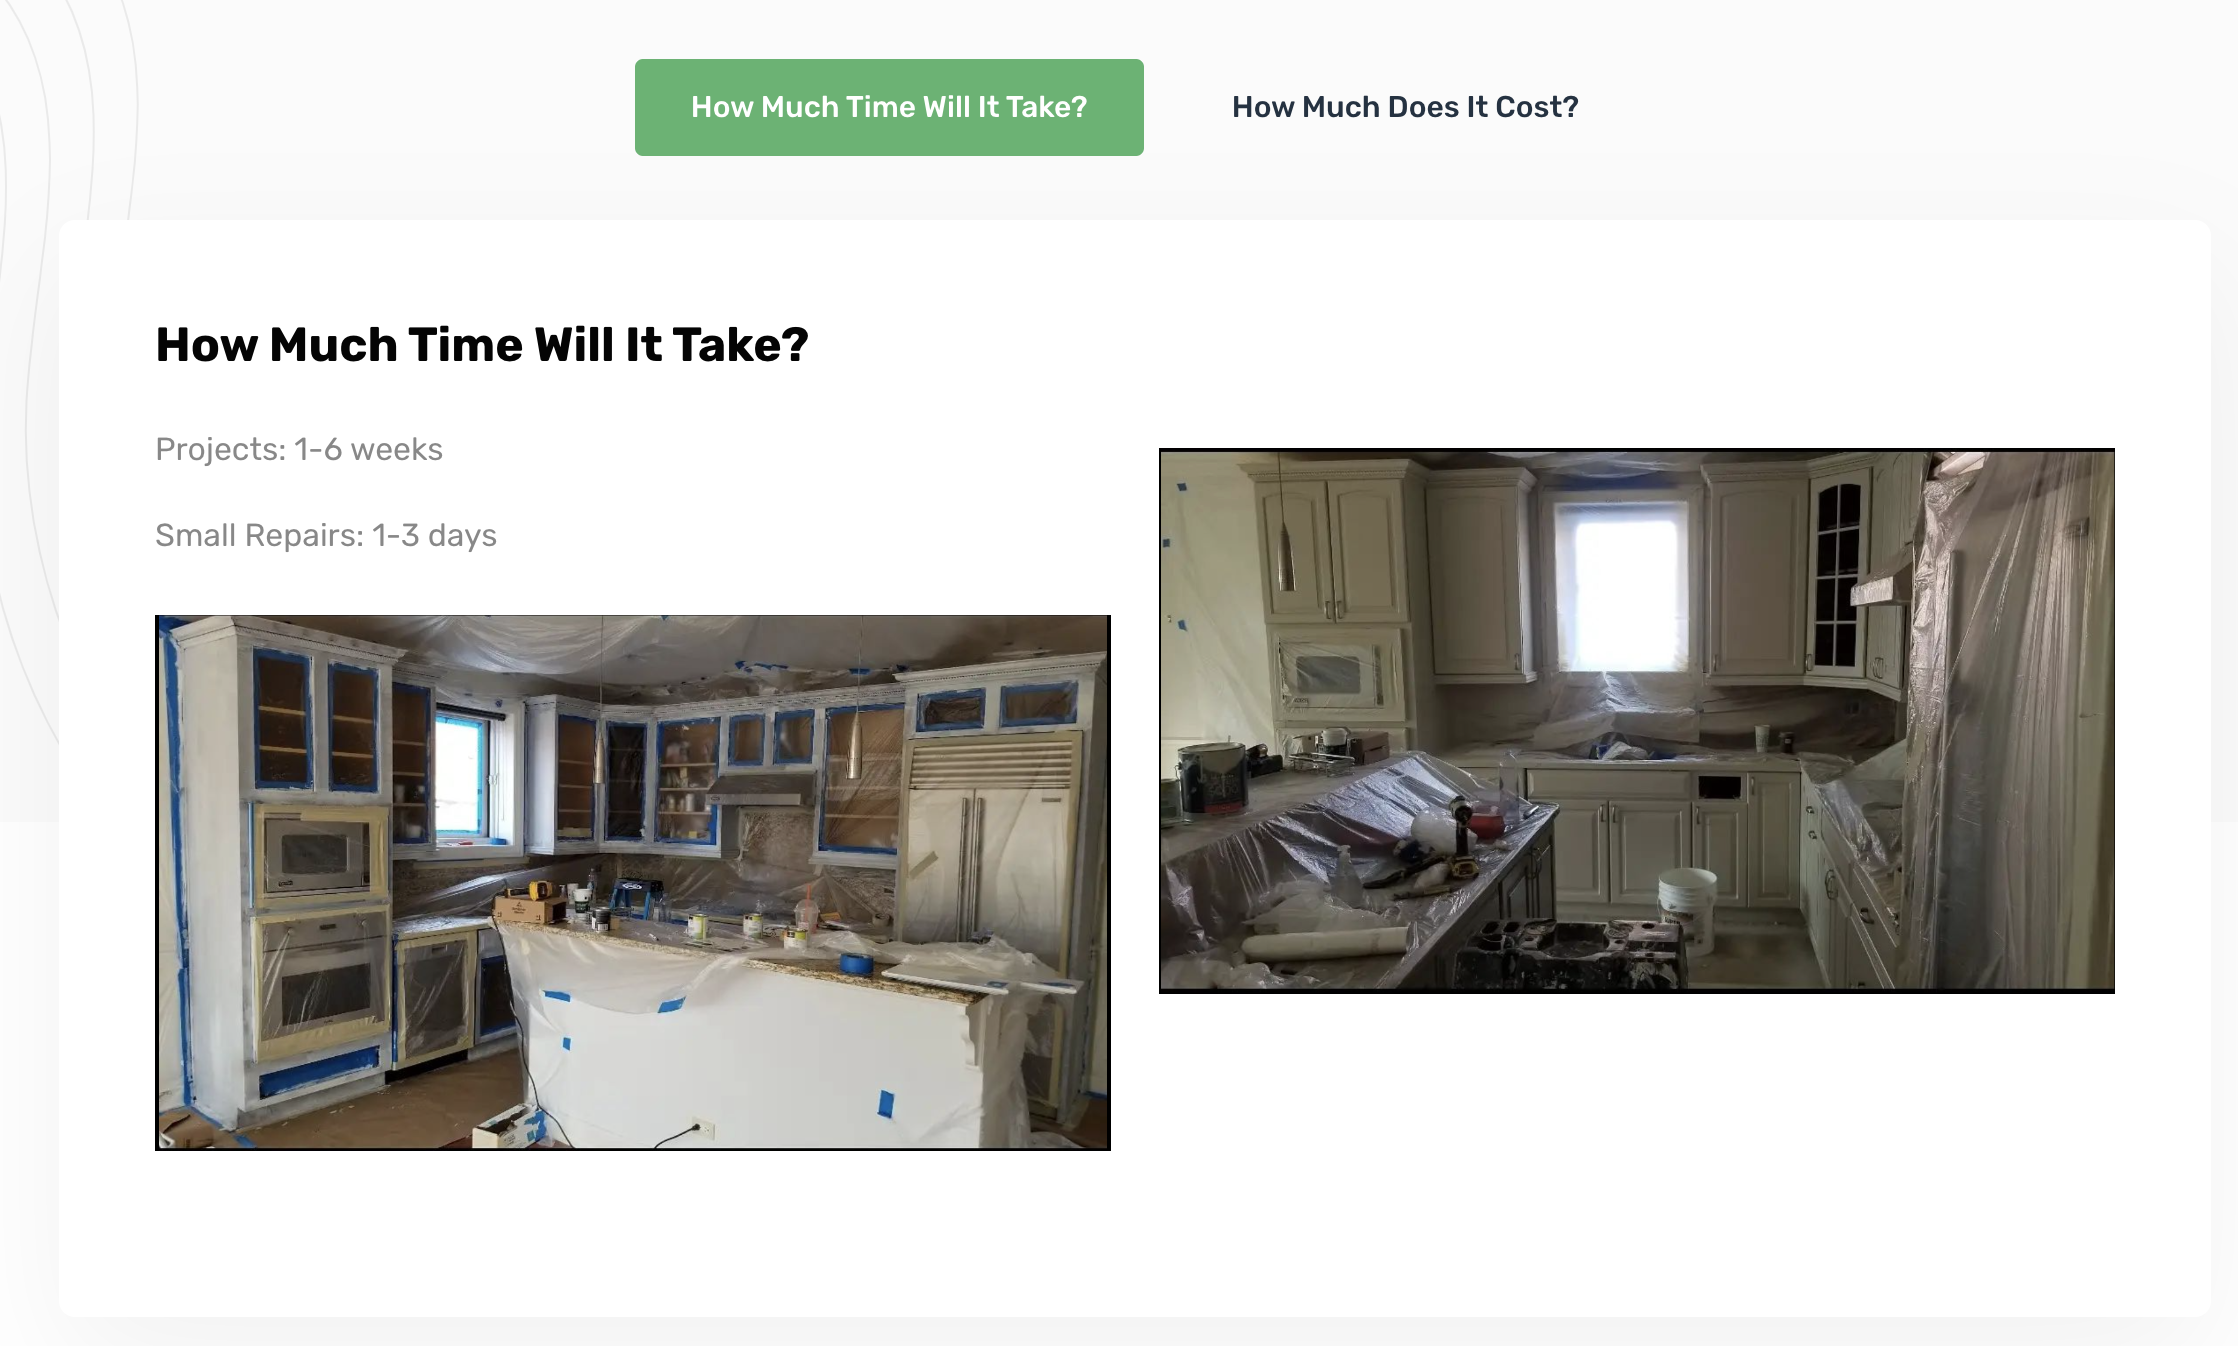 How Much Time Will It Take?
How Much Does It Cost?
How Much Time Will It Take?
Projects: 1-6 weeks
Small Repairs: 1-3 days